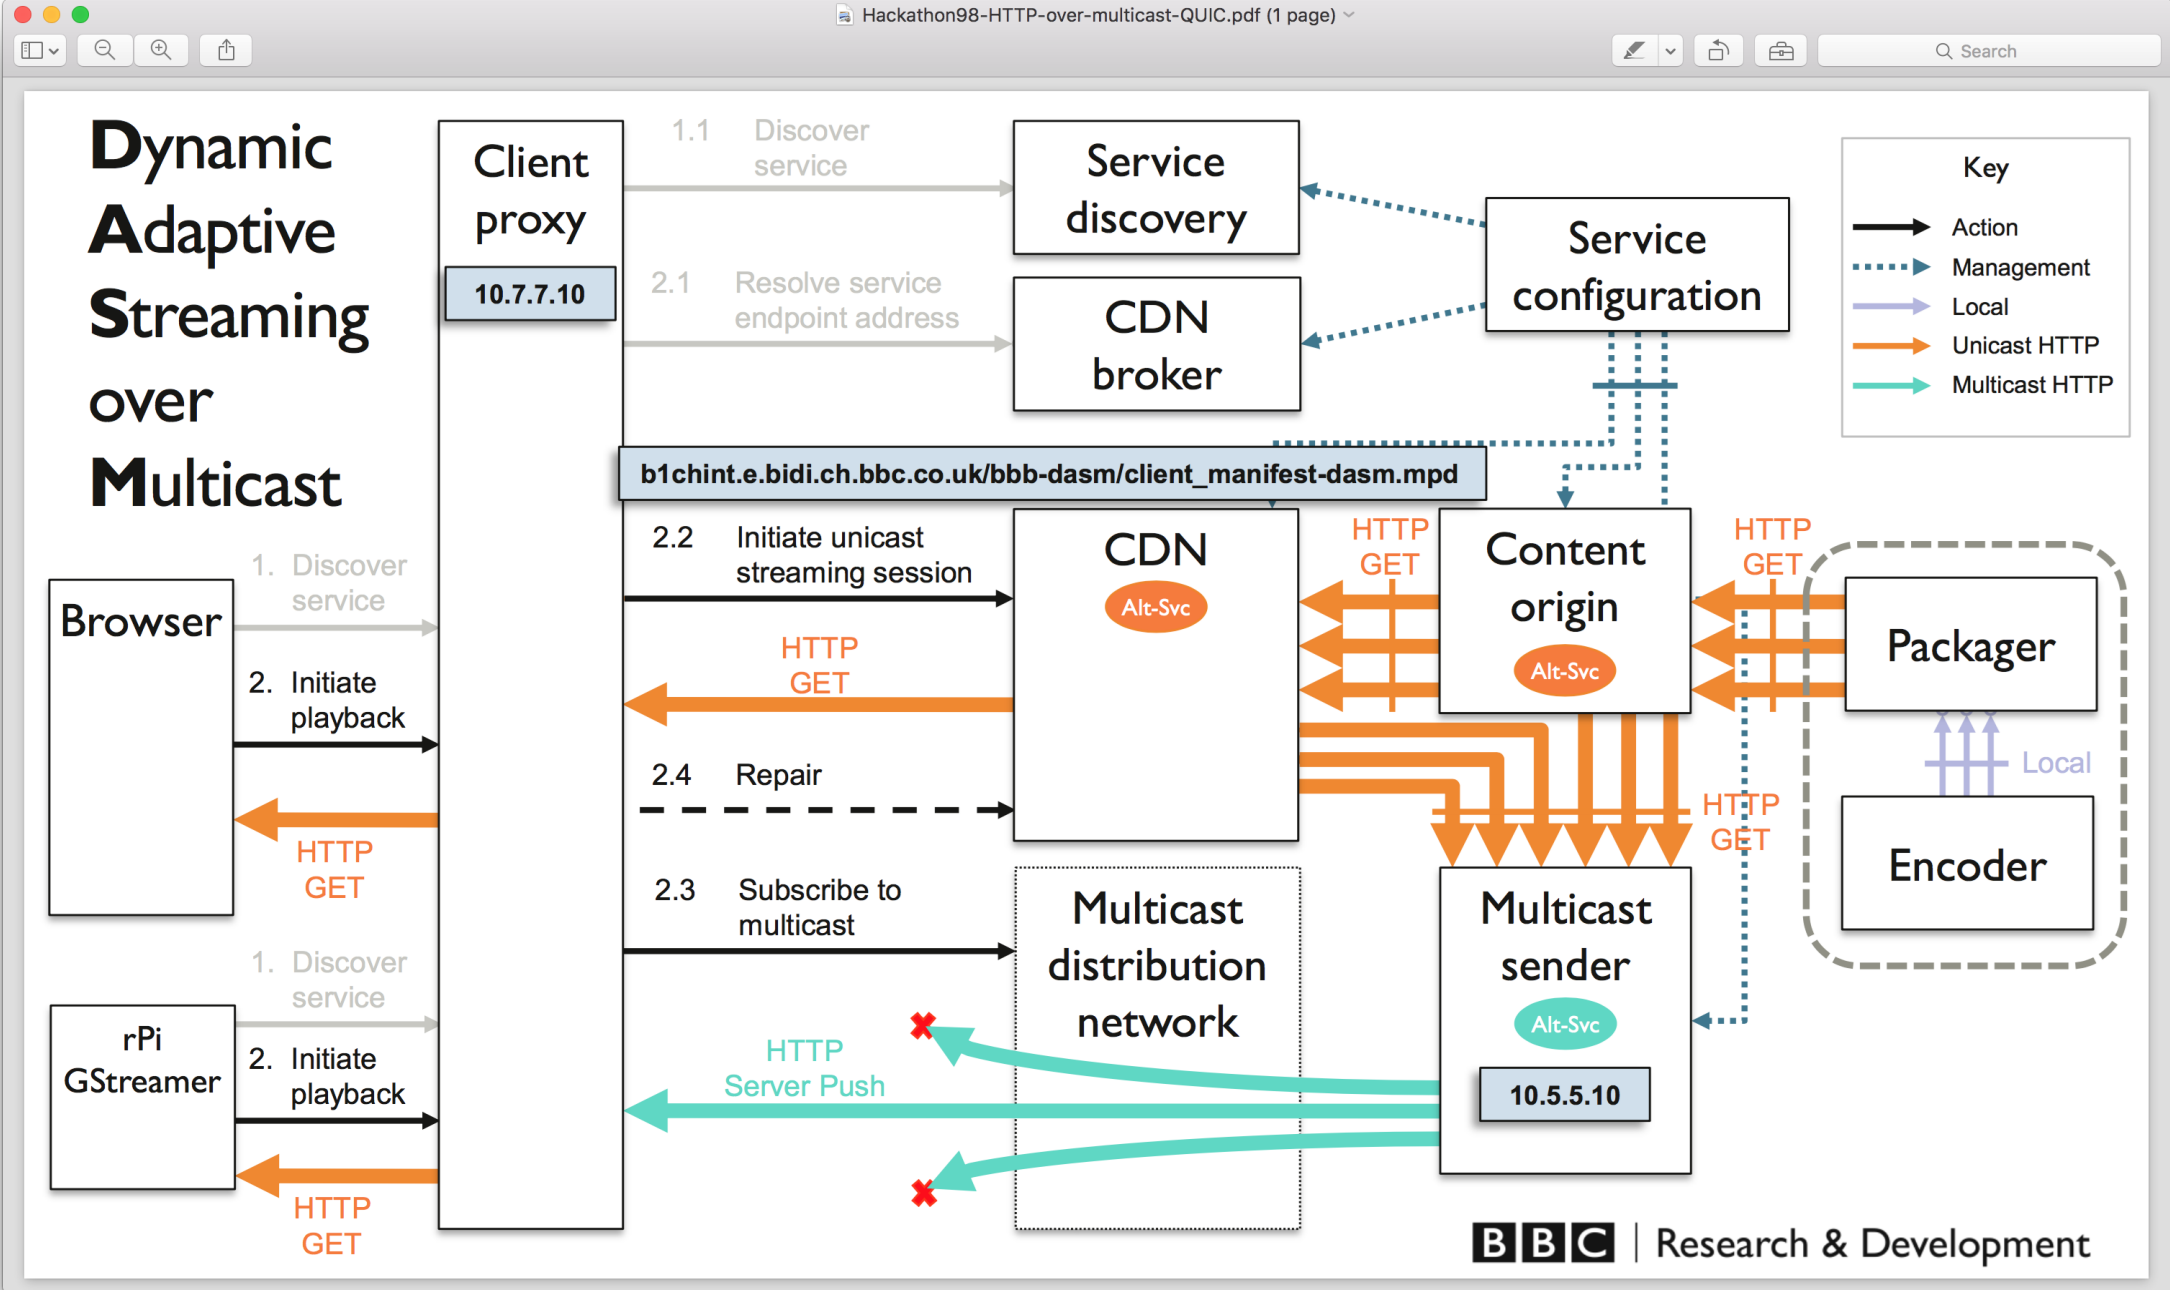 Hackathon98-HTTP-over-multicast-QUIC.pdf (1 page)
Search
Dynamic
Adaptive
Streaming
over
Multicast
Client
proxy
10.7.7.10
1.1 Discover
service
Service
discovery
2.1 Resolve service
endpoint address
CDN
broker
Service
configuration
Key
Action
Management
Local
Unicast HTTP
Multicast HTTP
b1chint.e.bidi.ch.bbc.co.uk/bbb-dasm/client_manifest-dasm.mpd
Browser
1. Discover
service
2. Initiate
playback
HTTP
GET
rPi
GStreamer
1. Discover
service
2. Initiate
playback
HTTP
GET
2.2 Initiate unicast
streaming session
HTTP
GET
2.4 Repair
2.3 Subscribe to
multicast
HTTP
Server Push
CDN
Alt-Svc
HTTP
GET
Content
origin
Alt-Svc
HTTP
GET
Packager
Local
Encoder
HTTP
GET
Multicast
distribution
network
Multicast
sender
Alt-Svc
10.5.5.10
BBC | Research & Development